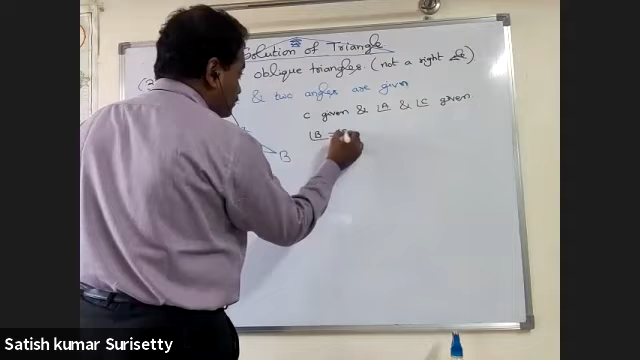 Solution of Triangle
oblique triangles. (not a right
& two angles are given
c given & ∠A & ∠C given
∠B =
B
Satish kumar Surisetty